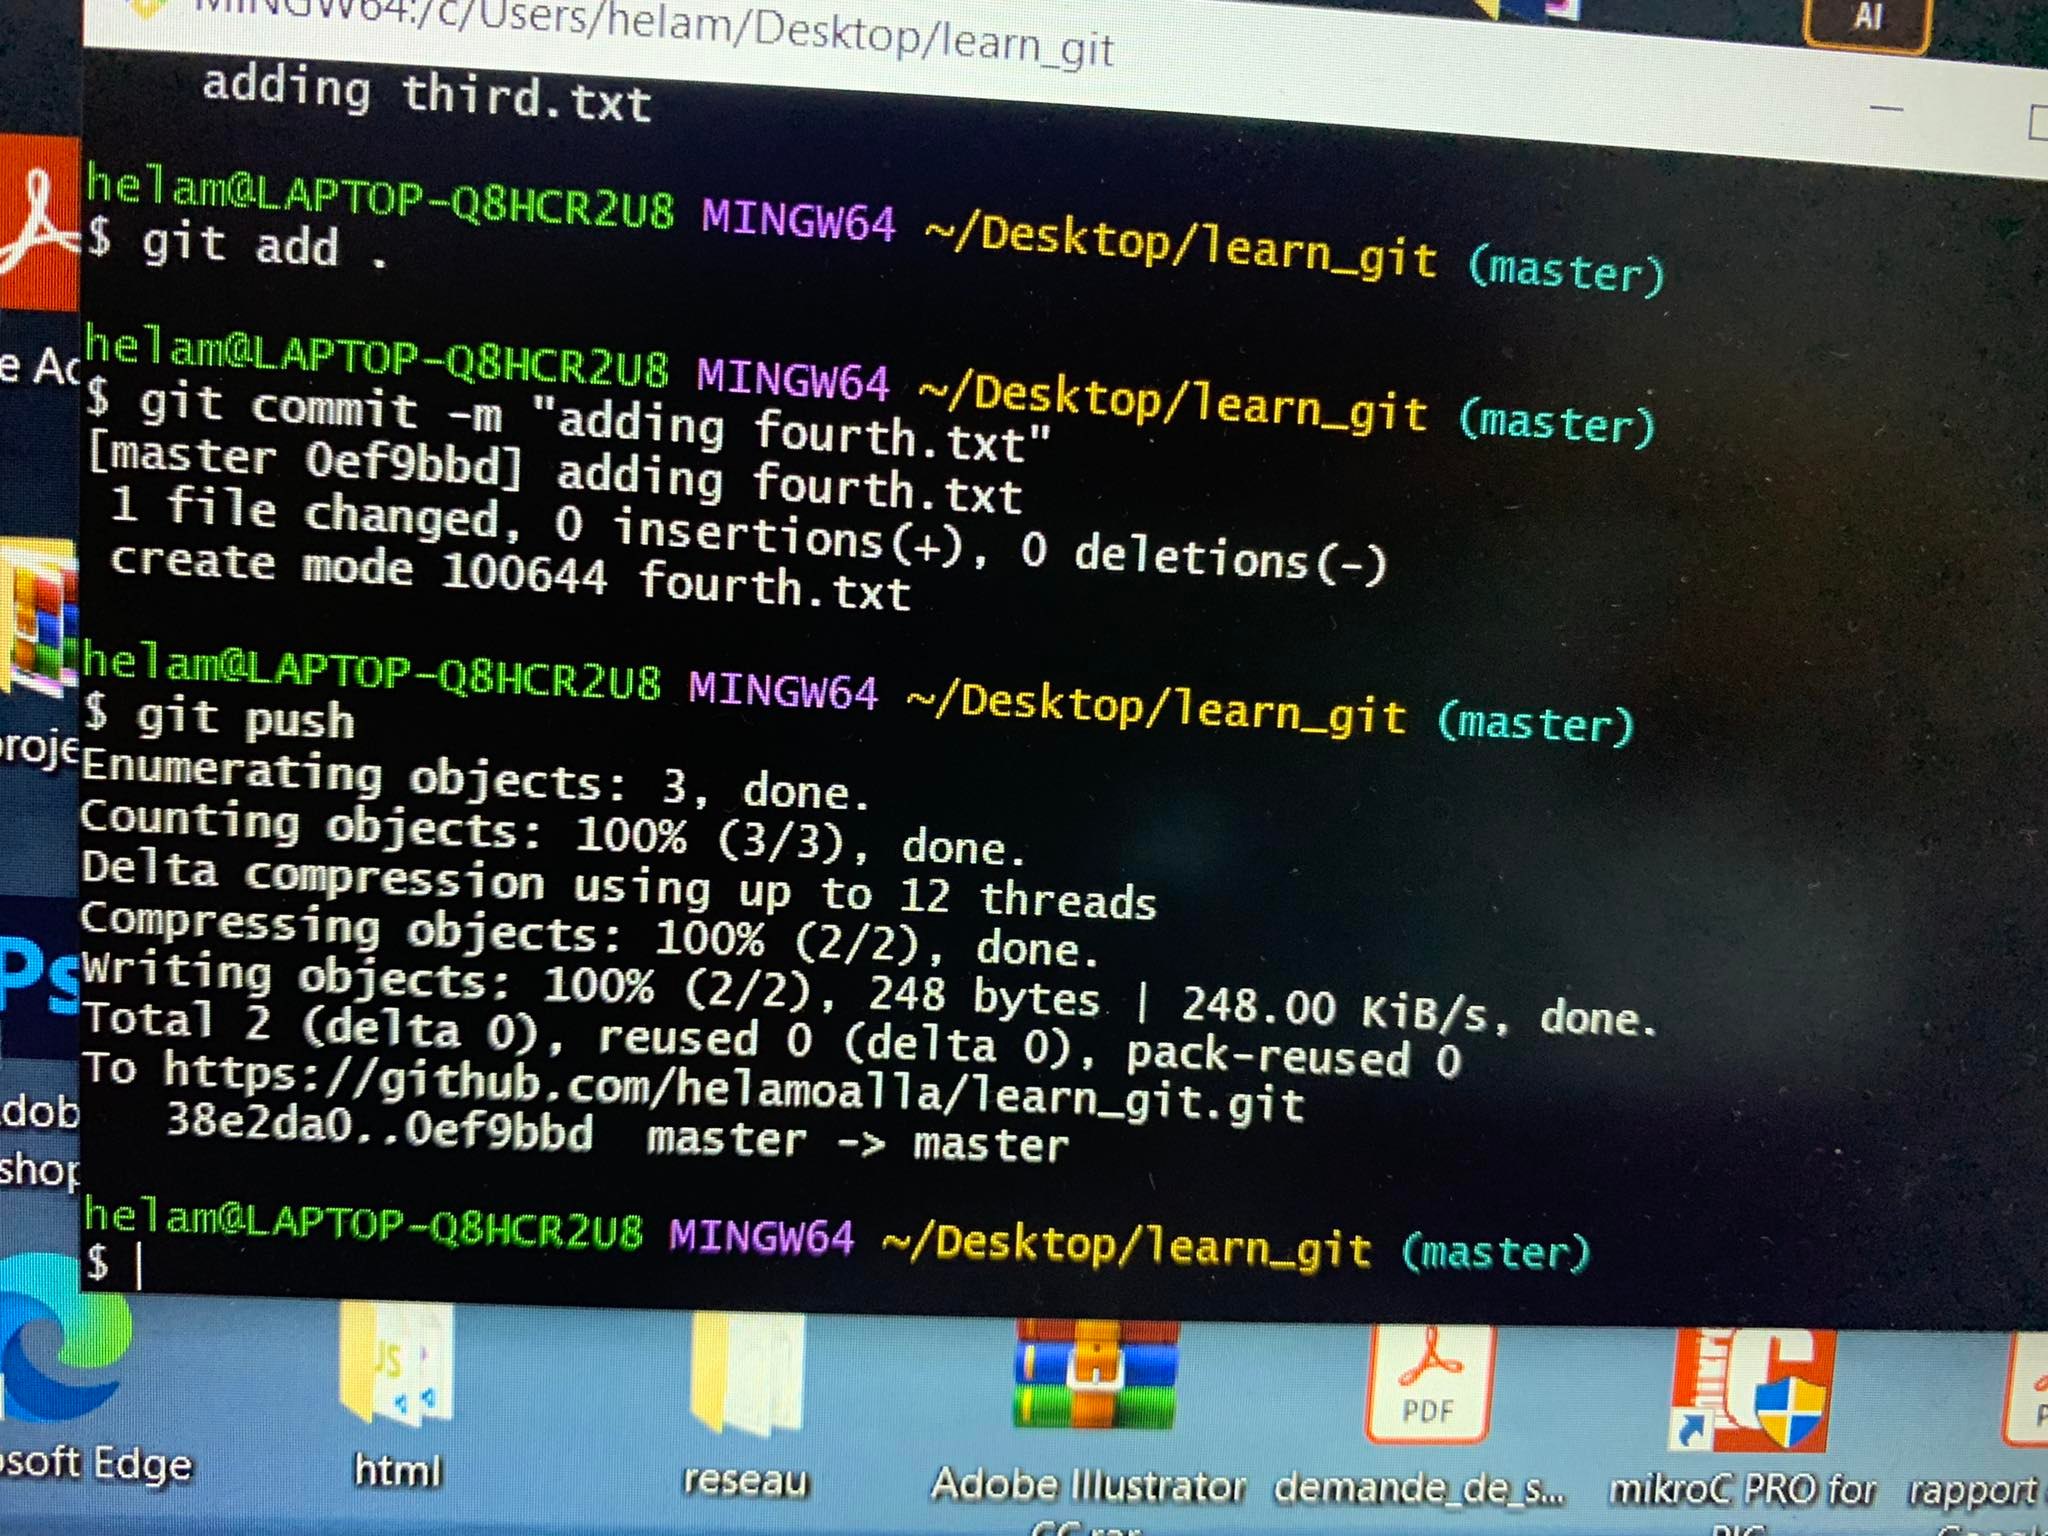 MINGW64:/c/Users/helam/Desktop/learn_git
AI
adding third.txt
helam@LAPTOP-Q8HCR2U8 MINGW64 ~/Desktop/learn_git (master)
$ git add .
helam@LAPTOP-Q8HCR2U8 MINGW64 ~/Desktop/learn_git (master)
$ git commit -m "adding fourth.txt"
[master 0ef9bbd] adding fourth.txt
1 file changed, 0 insertions(+), 0 deletions(-)
create mode 100644 fourth.txt
helam@LAPTOP-Q8HCR2U8 MINGW64 ~/Desktop/learn_git (master)
$ git push
Enumerating objects: 3, done.
Counting objects: 100% (3/3), done.
Delta compression using up to 12 threads
Compressing objects: 100% (2/2), done.
Writing objects: 100% (2/2), 248 bytes | 248.00 KiB/s, done.
Total 2 (delta 0), reused 0 (delta 0), pack-reused 0
To https://github.com/helamoalla/learn_git.git
38e2da0..0ef9bbd master -> master
helam@LAPTOP-Q8HCR2U8 MINGW64 ~/Desktop/learn_git (master)
$
e Ac
roje
Ps
dob
shop
JS
PDF
osoft Edge
html
reseau
Adobe Illustrator
CC.rar
demande_de_s...
mikroC PRO for
PIC
rapport